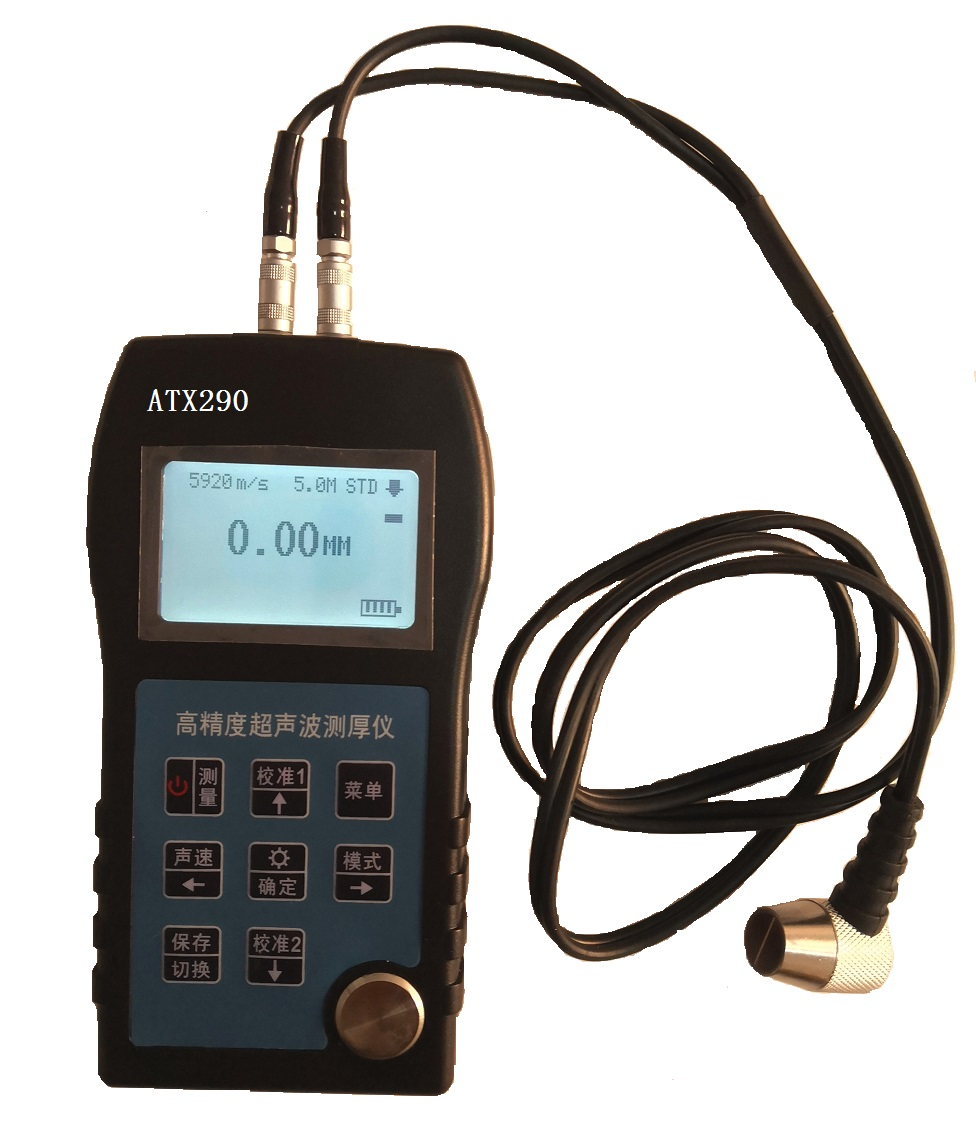 ATX290
5920m/s 5.0M STD
0.00MM
高精度超声波测厚仪
测量
校准1
菜单
声速
确定
模式
保存
切换
校准2